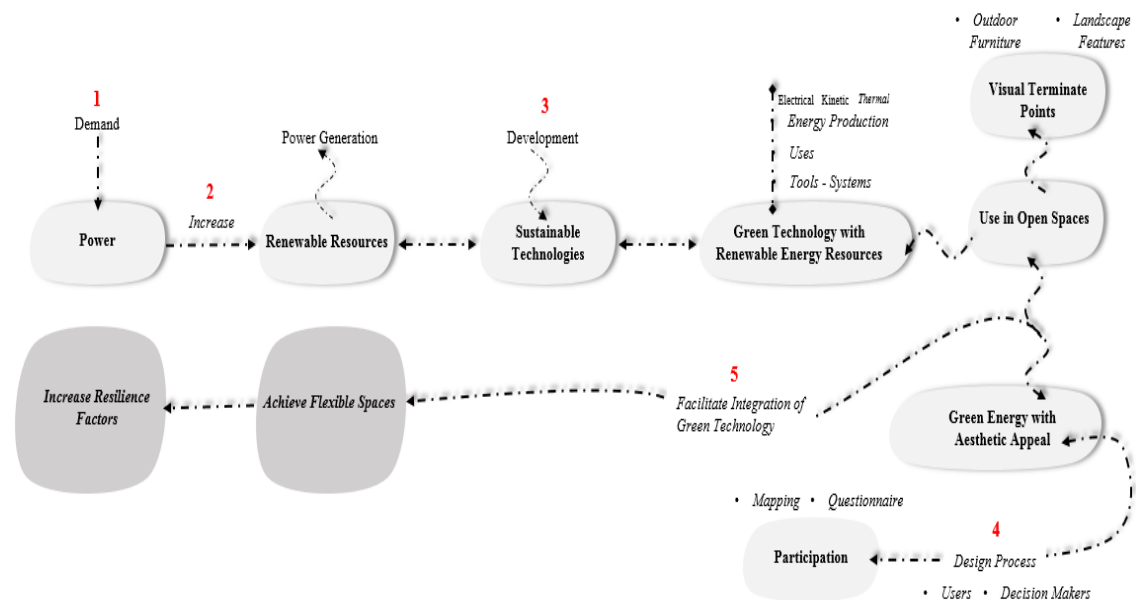 • Outdoor Furniture
• Landscape Features
Visual Terminate
Points
1
Demand
3
Development
Power Generation
Electrical Kinetic Thermal
Energy Production
Uses
Tools - Systems
2
Increase
Power
Renewable Resources
Sustainable
Technologies
Green Technology with
Renewable Energy Resources
Use in Open Spaces
5
Facilitate Integration of
Green Technology
Achieve Flexible Spaces
Increase Resilience
Factors
Green Energy with
Aesthetic Appeal
• Mapping • Questionnaire
Participation
4
Design Process
• Users • Decision Makers